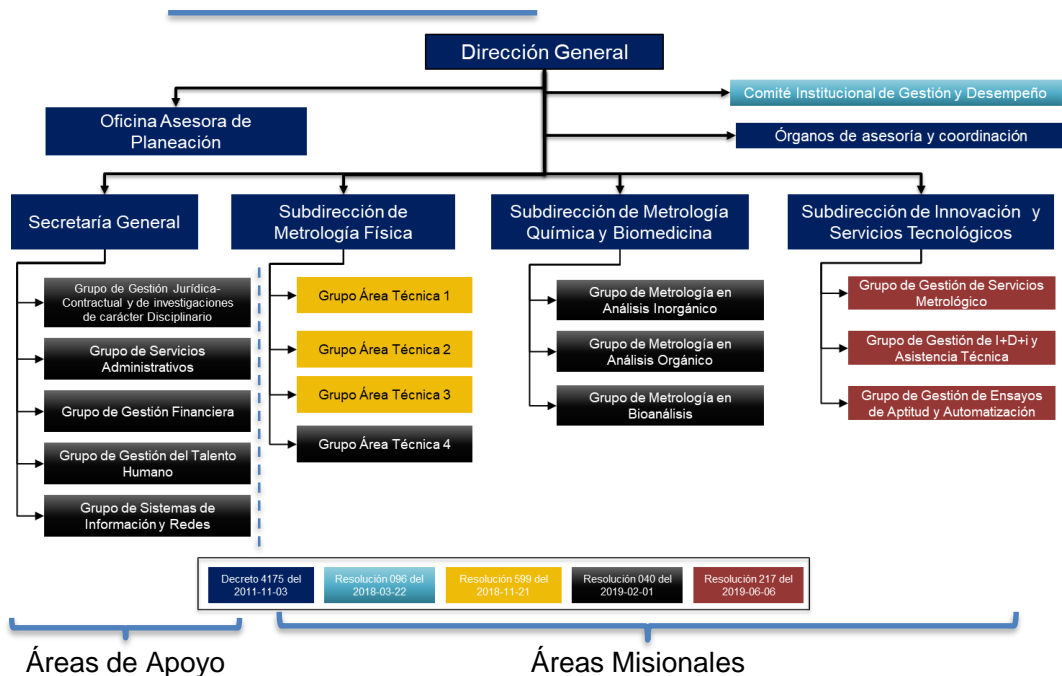 Dirección General
Comité Institucional de Gestión y Desempeño
Oficina Asesora de
Planeación
Órganos de asesoría y coordinación
Secretaría General
Subdirección de
Metrología Física
Subdirección de Metrología
Química y Biomedicina
Subdirección de Innovación y
Servicios Tecnológicos
Grupo de Gestión Jurídica-
Contractual y de investigaciones
de carácter Disciplinario
Grupo de Servicios
Administrativos
Grupo de Gestión Financiera
Grupo de Gestión del Talento
Humano
Grupo de Sistemas de
Información y Redes
Grupo Área Técnica 1
Grupo Área Técnica 2
Grupo Área Técnica 3
Grupo Área Técnica 4
Grupo de Metrología en
Análisis Inorgánico
Grupo de Metrología en
Análisis Orgánico
Grupo de Metrología en
Bioanálisis
Grupo de Gestión de Servicios
Metrológico
Grupo de Gestión de I+D+i y
Asistencia Técnica
Grupo de Gestión de Ensayos
de Aptitud y Automatización
Decreto 4175 del
2011-11-03
Resolución 096 del
2018-03-22
Resolución 599 del
2018-11-21
Resolución 040 del
2019-02-01
Resolución 217 del
2019-06-06
Áreas de Apoyo
Áreas Misionales